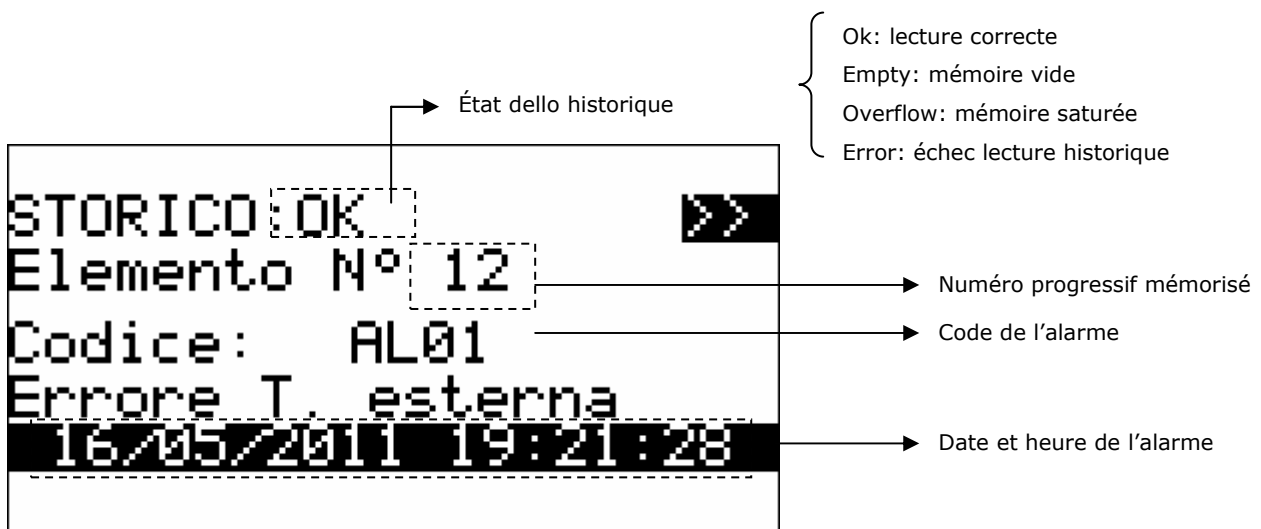 Ok: lecture correcte
Empty: mémoire vide
Overflow: mémoire saturée
Error: échec lecture historique
État dello historique
STORICO:OK >>
Elemento Nº 12
Numéro progressif mémorisé
Codice: AL01
Code de l’alarme
Errore T. esterna
16/05/2011 19:21:28
Date et heure de l’alarme